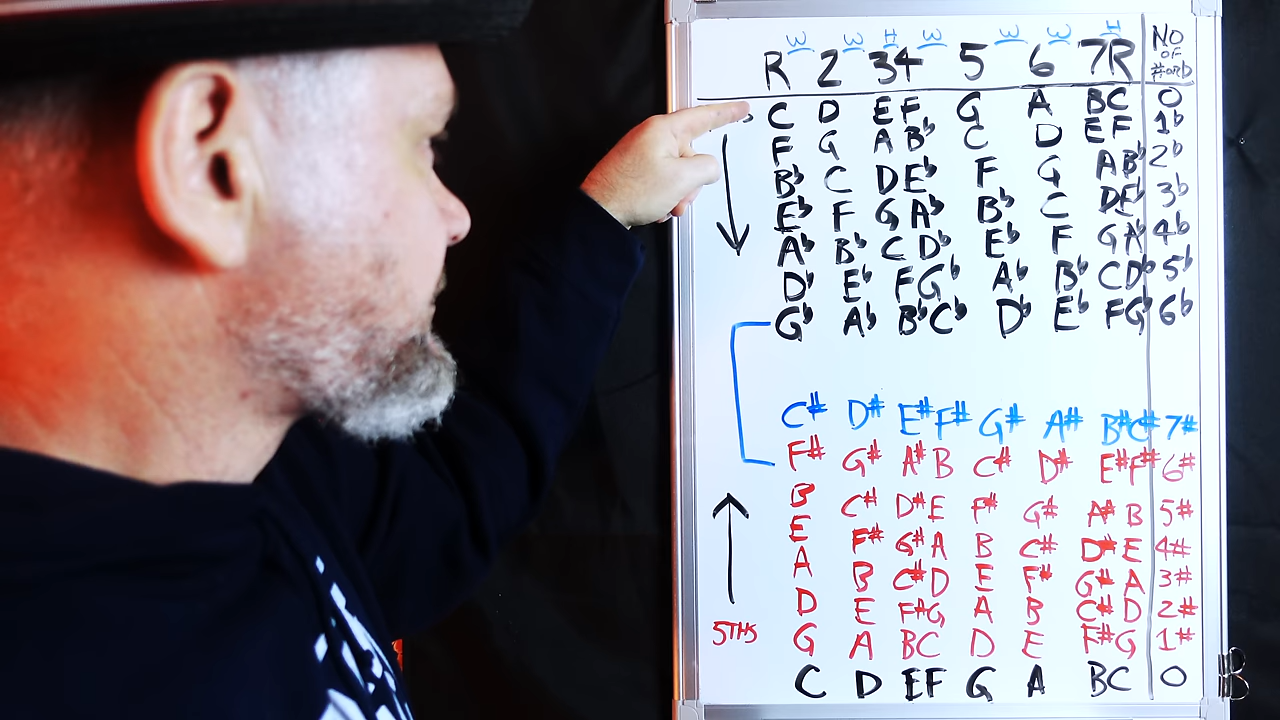 W W H W W W H
R 2 3 4 5 6 7 R NO OF # OR b
C D E F G A B C 0
F G A B♭ C D E F 1♭
B♭ C D E♭ F G A B♭ 2♭
E♭ F G A♭ B♭ C D E♭ 3♭
A♭ B♭ C D♭ E♭ F G A♭ 4♭
D♭ E♭ F G♭ A♭ B♭ C D♭ 5♭
G♭ A♭ B♭ C♭ D♭ E♭ F G♭ 6♭
C# D# E# F# G# A# B# C# 7#
F# G# A# B C# D# E# F# 6#
B C# D# E F# G# A# B 5#
E F# G# A B C# D# E 4#
A B C# D E F# G# A 3#
D E F# G A B C# D 2#
5THS G A B C D E F# G 1#
C D E F G A B C 0